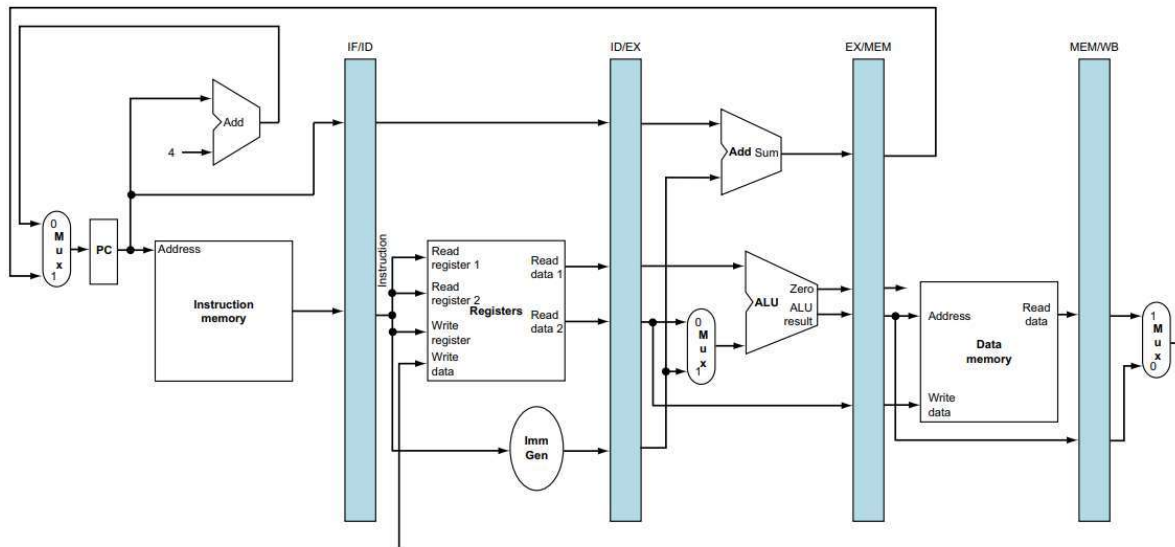 IF/ID
ID/EX
EX/MEM
MEM/WB
Add
4
Add Sum
0
M
u
x
1
PC
Address
Instruction
memory
Instruction
Read
register 1
Read
register 2
Write
register
Write
data
Registers
Read
data 1
Read
data 2
Imm
Gen
0
M
u
x
1
Zero
ALU
ALU
result
Address
Read
data
Data
memory
Write
data
1
M
u
x
0